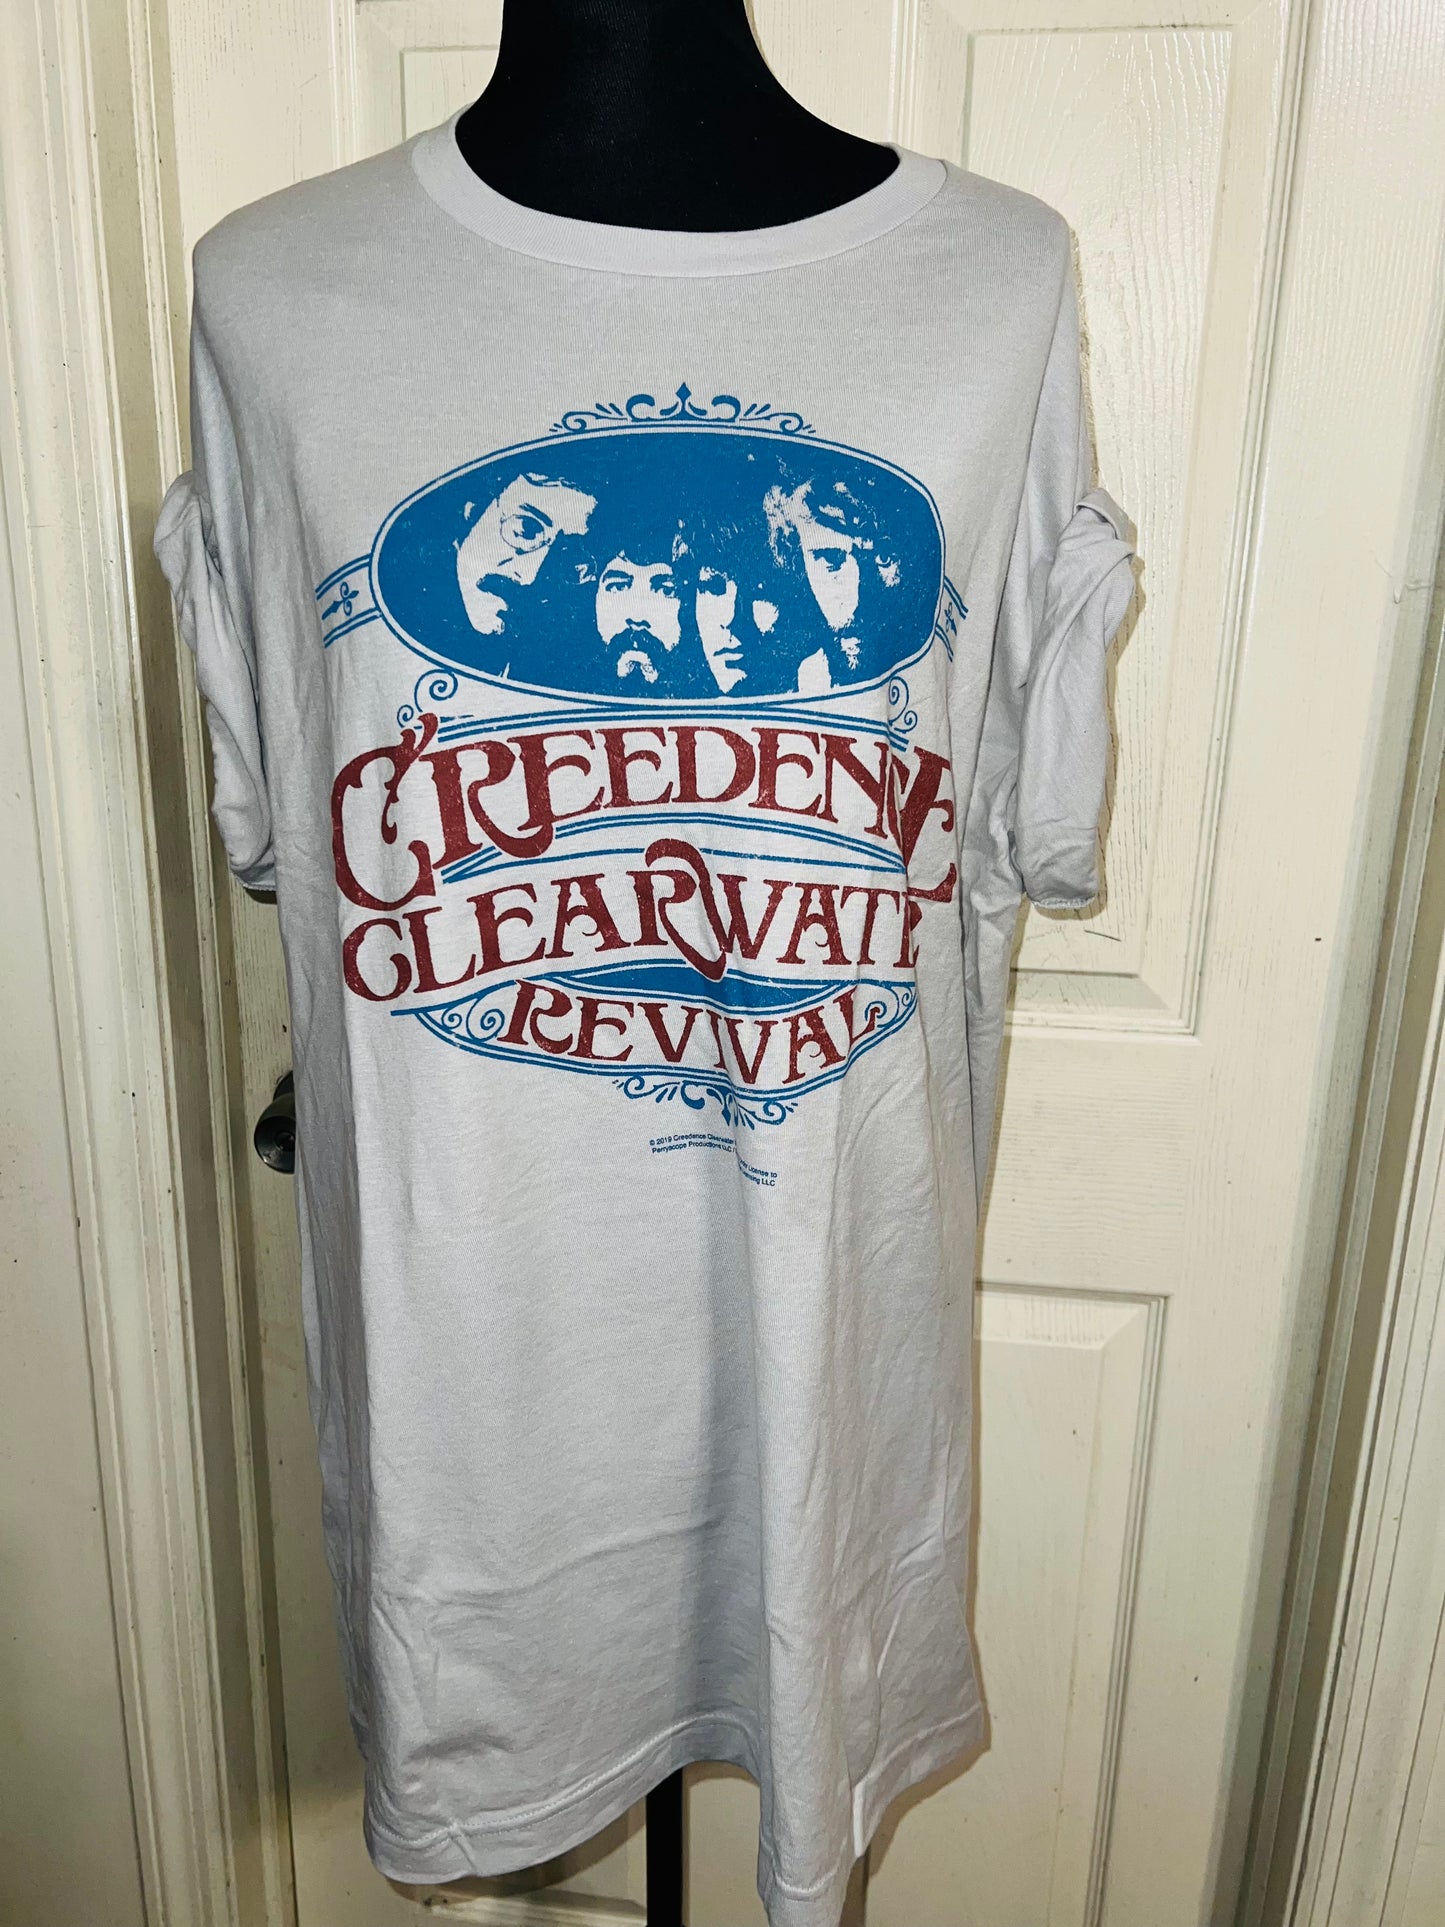 CREEDENCE
CLEARWATE
REVIVAL
© 2019 Creedence Clearwater
Perryscope Productions LLC /
License to
LLC